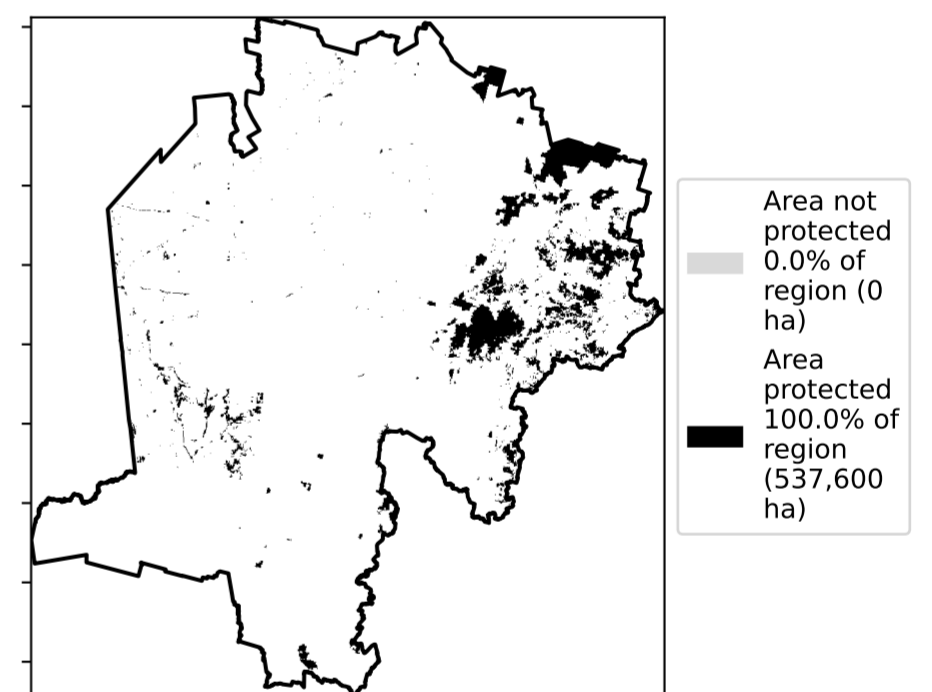 Area not
protected
0.0% of
region (0
ha)
Area
protected
100.0% of
region
(537,600
ha)